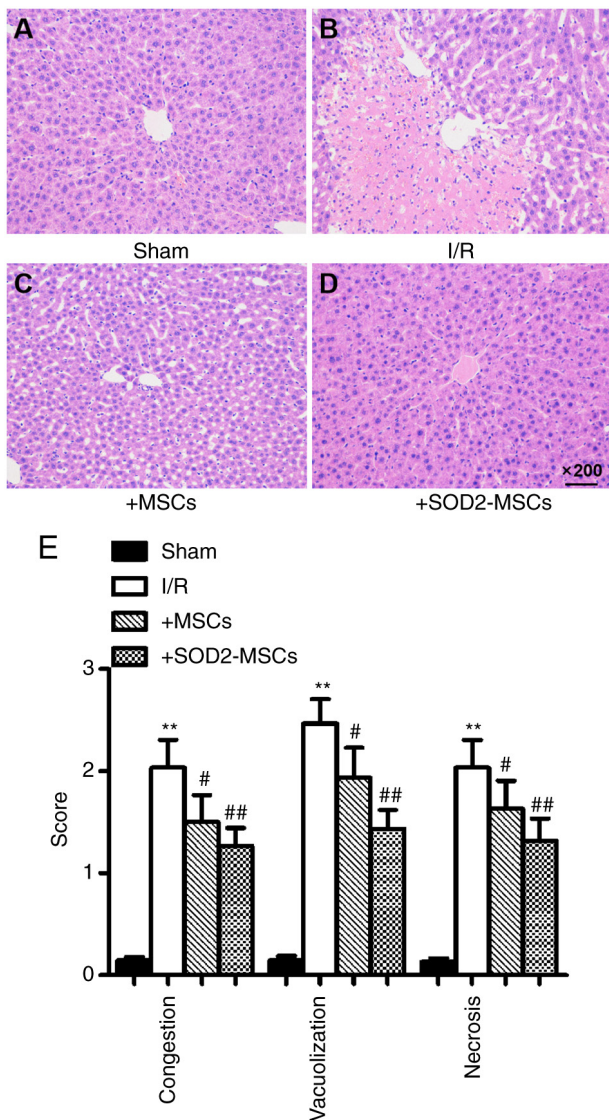 A
B
Sham
I/R
C
D
×200
+MSCs
+SOD2-MSCs
E
Sham
I/R
+MSCs
+SOD2-MSCs
3
2
1
0
Score
**
#
##
**
#
##
**
#
##
Congestion
Vacuolization
Necrosis